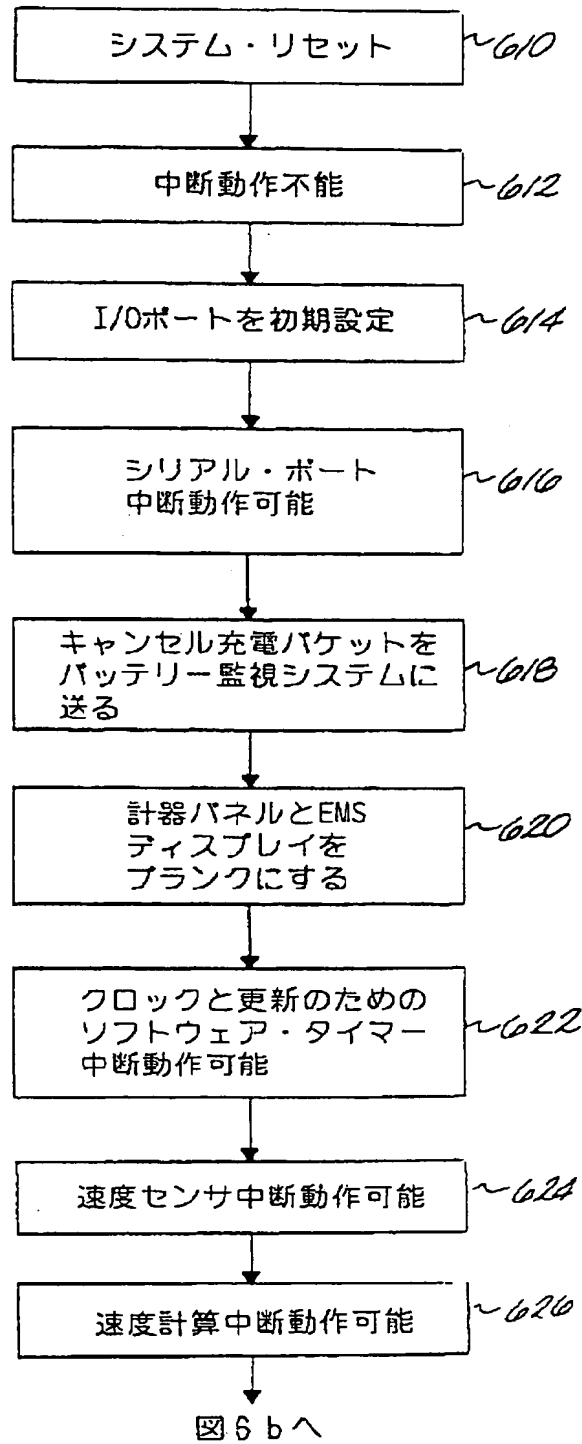 システム・リセット
~610
中断動作不能
~612
I/Oポートを初期設定
~614
シリアル・ポート
中断動作可能
~616
キャンセル充電パケットを
バッテリー監視システムに
送る
~618
計器パネルとEMS
ディスプレイを
ブランクにする
~620
クロックと更新のための
ソフトウェア・タイマー
中断動作可能
~622
速度センサ中断動作可能
~624
速度計算中断動作可能
~626
図6bへ